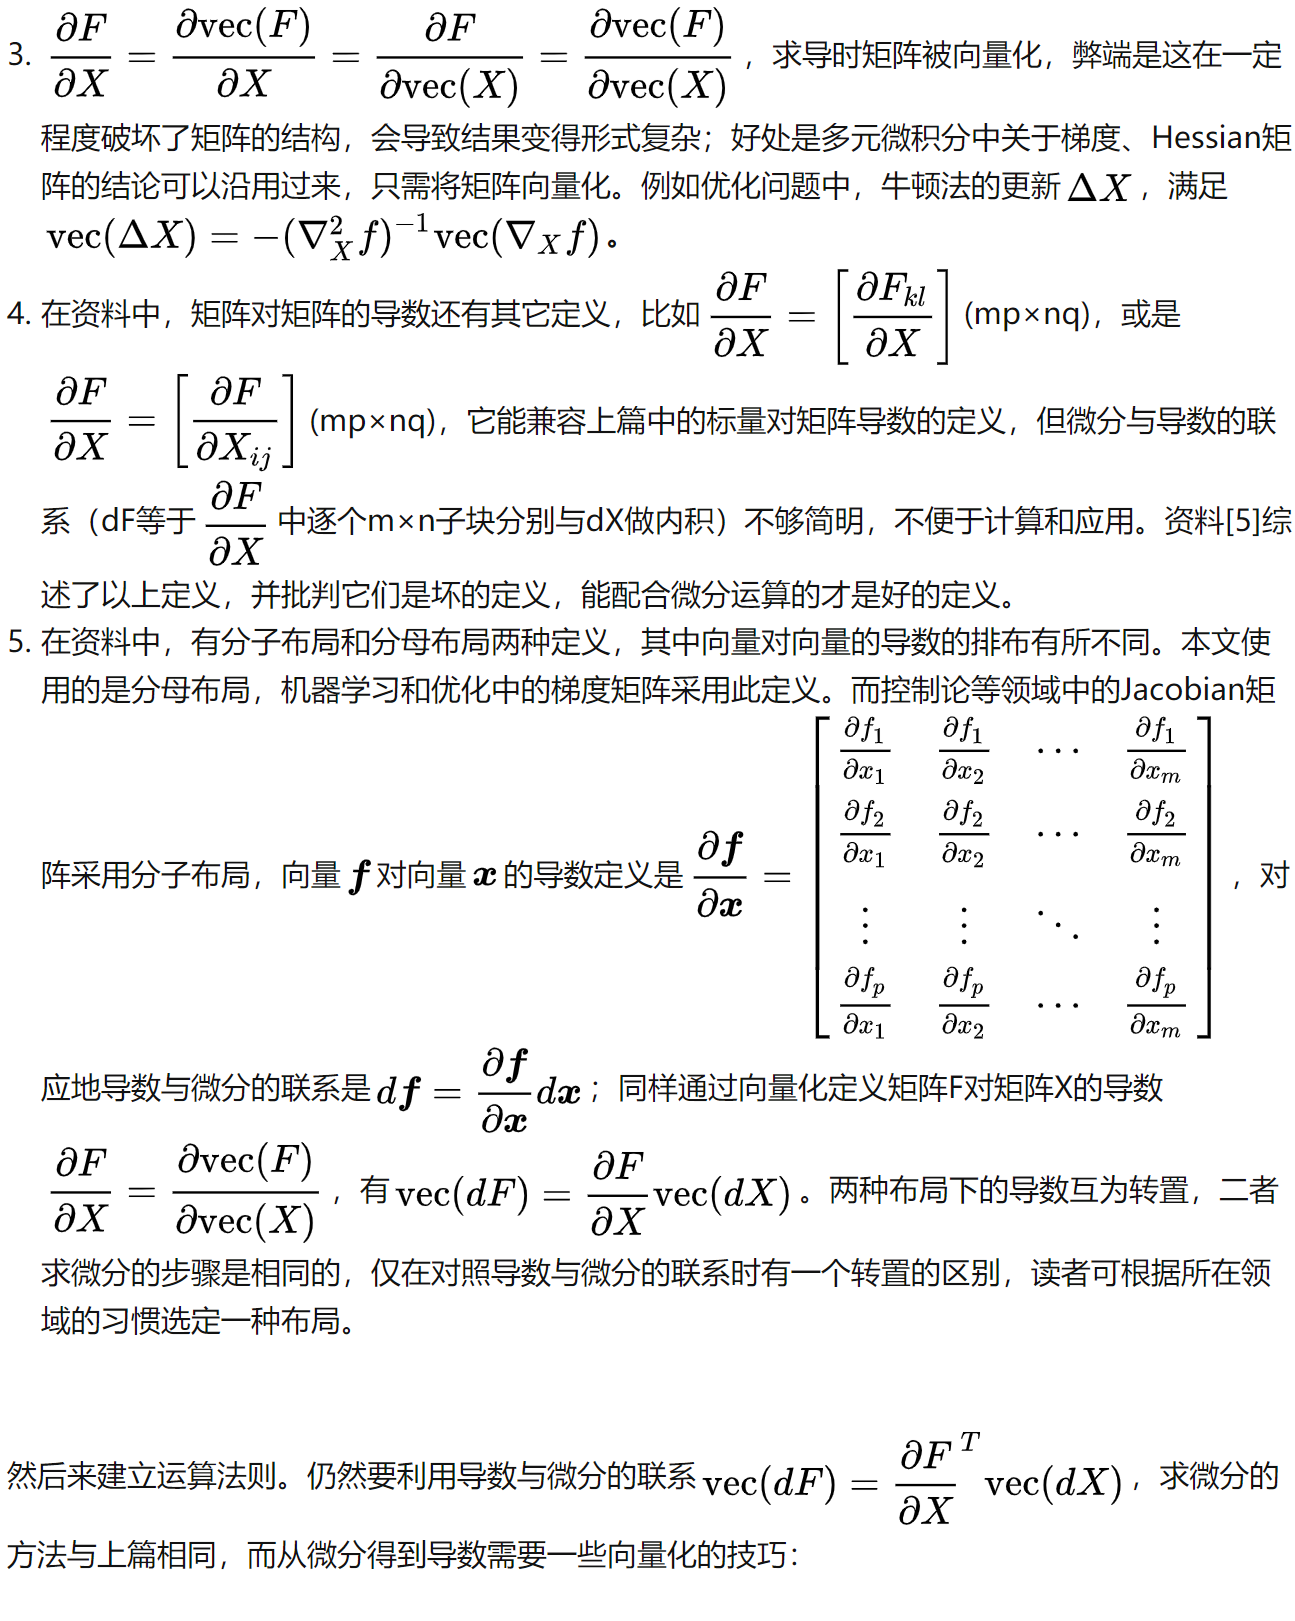 3. $\frac{\partial F}{\partial X} = \frac{\partial \mathrm{vec}(F)}{\partial X} = \frac{\partial F}{\partial \mathrm{vec}(X)} = \frac{\partial \mathrm{vec}(F)}{\partial \mathrm{vec}(X)}$ ，求导时矩阵被向量化，弊端是这在一定
程度破坏了矩阵的结构，会导致结果变得形式复杂；好处是多元微积分中关于梯度、Hessian矩
阵的结论可以沿用过来，只需将矩阵向量化。例如优化问题中，牛顿法的更新 $\Delta X$ ，满足
$\mathrm{vec}(\Delta X) = -(\nabla^2_X f)^{-1}\mathrm{vec}(\nabla_X f)$ 。
4. 在资料中，矩阵对矩阵的导数还有其它定义，比如 $\frac{\partial F}{\partial X} = \left[\frac{\partial F_{kl}}{\partial X}\right]$ (mp×nq)，或是
$\frac{\partial F}{\partial X} = \left[\frac{\partial F}{\partial X_{ij}}\right]$ (mp×nq)，它能兼容上篇中的标量对矩阵导数的定义，但微分与导数的联
系（dF等于 $\frac{\partial F}{\partial X}$ 中逐个m×n子块分别与dX做内积）不够简明，不便于计算和应用。资料[5]综
述了以上定义，并批判它们是坏的定义，能配合微分运算的才是好的定义。
5. 在资料中，有分子布局和分母布局两种定义，其中向量对向量的导数的排布有所不同。本文使
用的是分母布局，机器学习和优化中的梯度矩阵采用此定义。而控制论等领域中的Jacobian矩
阵采用分子布局，向量 $\boldsymbol{f}$ 对向量 $\boldsymbol{x}$ 的导数定义是 $\frac{\partial \boldsymbol{f}}{\partial \boldsymbol{x}} = \begin{bmatrix} \frac{\partial f_1}{\partial x_1} & \frac{\partial f_1}{\partial x_2} & \cdots & \frac{\partial f_1}{\partial x_m} \\ \frac{\partial f_2}{\partial x_1} & \frac{\partial f_2}{\partial x_2} & \cdots & \frac{\partial f_2}{\partial x_m} \\ \vdots & \vdots & \ddots & \vdots \\ \frac{\partial f_p}{\partial x_1} & \frac{\partial f_p}{\partial x_2} & \cdots & \frac{\partial f_p}{\partial x_m} \end{bmatrix}$ ，对
应地导数与微分的联系是 $d\boldsymbol{f} = \frac{\partial \boldsymbol{f}}{\partial \boldsymbol{x}} d\boldsymbol{x}$ ；同样通过向量化定义矩阵F对矩阵X的导数
$\frac{\partial F}{\partial X} = \frac{\partial \mathrm{vec}(F)}{\partial \mathrm{vec}(X)}$ ，有 $\mathrm{vec}(dF) = \frac{\partial F}{\partial X} \mathrm{vec}(dX)$ 。两种布局下的导数互为转置，二者
求微分的步骤是相同的，仅在对照导数与微分的联系时有一个转置的区别，读者可根据所在领
域的习惯选定一种布局。
然后来建立运算法则。仍然要利用导数与微分的联系 $\mathrm{vec}(dF) = \frac{\partial F}{\partial X}^T \mathrm{vec}(dX)$ ，求微分的
方法与上篇相同，而从微分得到导数需要一些向量化的技巧：